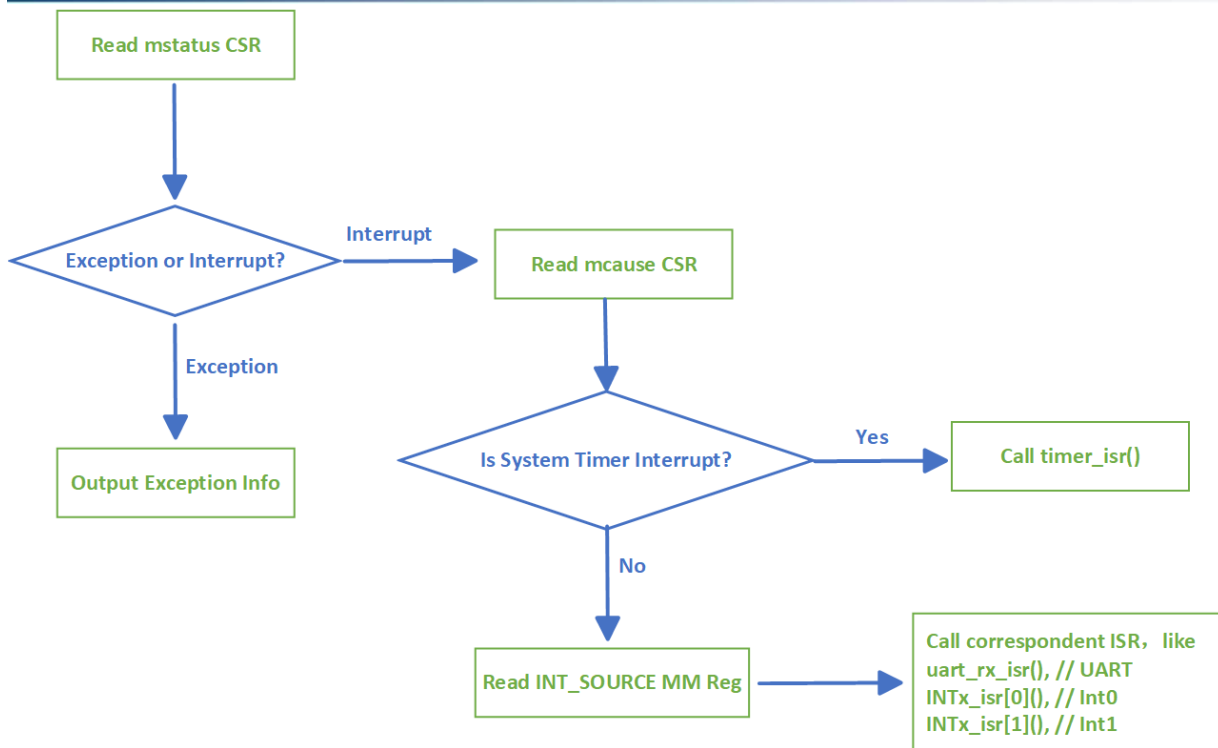 Read mstatus CSR
Exception or Interrupt?
Interrupt
Read mcause CSR
Exception
Output Exception Info
Is System Timer Interrupt?
Yes
Call timer_isr()
No
Read INT_SOURCE MM Reg
Call correspondent ISR，like
uart_rx_isr(), // UART
INTx_isr[0](), // Int0
INTx_isr[1](), // Int1